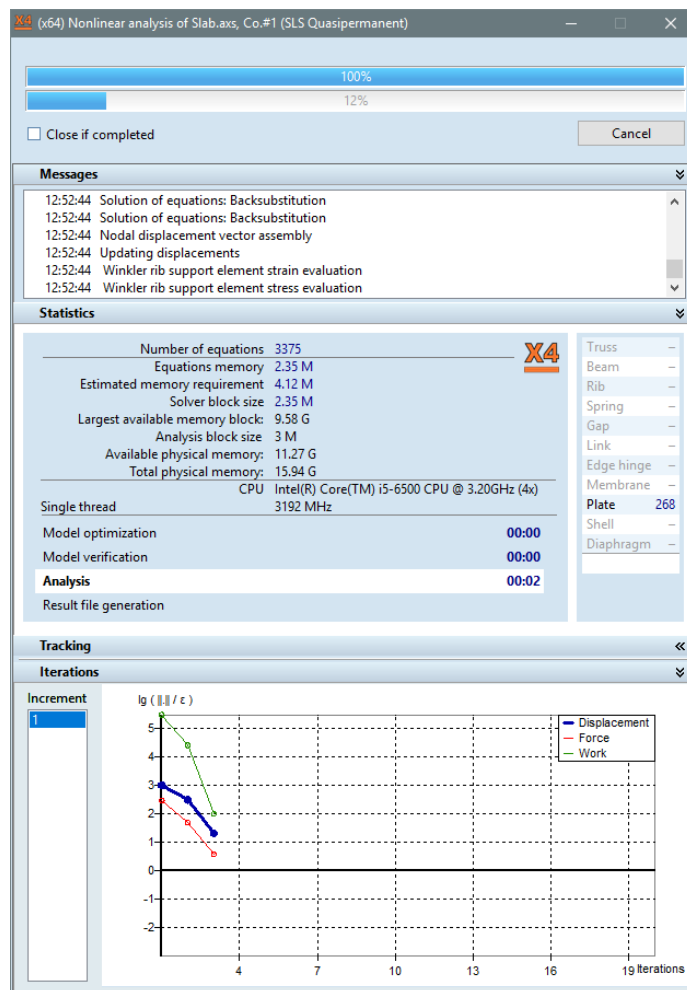 X4 (x64) Nonlinear analysis of Slab.axs, Co.#1 (SLS Quasipermanent)
100%
12%
Close if completed
Cancel
Messages
12:52:44 Solution of equations: Backsubstitution
12:52:44 Solution of equations: Backsubstitution
12:52:44 Nodal displacement vector assembly
12:52:44 Updating displacements
12:52:44 Winkler rib support element strain evaluation
12:52:44 Winkler rib support element stress evaluation
Statistics
Number of equations 3375
Equations memory 2.35 M
Estimated memory requirement 4.12 M
Solver block size 2.35 M
Largest available memory block: 9.58 G
Analysis block size 3 M
Available physical memory: 11.27 G
Total physical memory: 15.94 G
CPU Intel(R) Core(TM) i5-6500 CPU @ 3.20GHz (4x)
Single thread 3192 MHz
Model optimization 00:00
Model verification 00:00
Analysis 00:02
Result file generation
X4
Truss –
Beam –
Rib –
Spring –
Gap –
Link –
Edge hinge –
Membrane –
Plate 268
Shell –
Diaphragm –
Tracking
Iterations
Increment
1
lg ( ||.|| / ε )
5
4
3
2
1
0
-1
-2
Displacement
Force
Work
4 7 10 13 16 19 Iterations